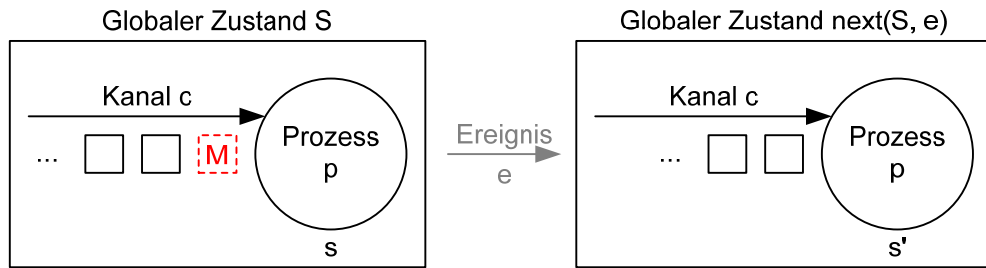 Globaler Zustand S
Kanal c
... M
Prozess
p
s
Ereignis
e
Globaler Zustand next(S, e)
Kanal c
...
Prozess
p
s'